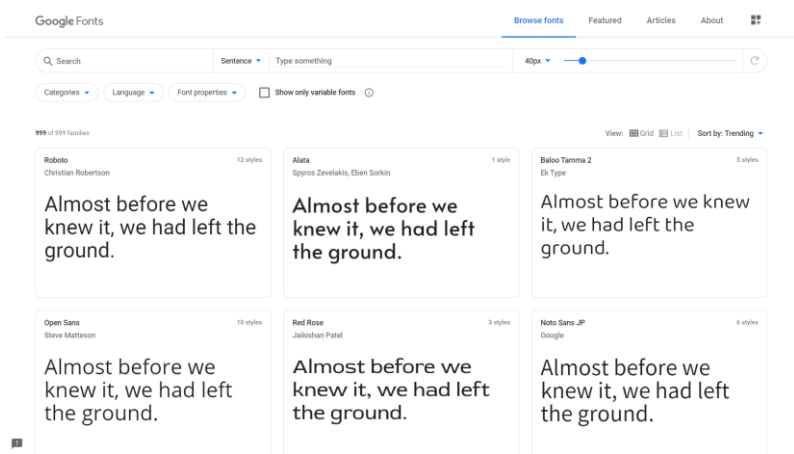 Google Fonts
Browse fonts Featured Articles About
Search Sentence Type something 40px
Categories Language Font properties Show only variable fonts
999 of 999 families View: Grid List Sort by: Trending
Roboto 12 styles
Christian Robertson
Almost before we
knew it, we had left the
ground.
Alata 1 style
Spyros Zevelakis, Eben Sorkin
Almost before we
knew it, we had left
the ground.
Baloo Tamma 2 5 styles
Ek Type
Almost before we knew
it, we had left the
ground.
Open Sans 10 styles
Steve Matteson
Almost before we
knew it, we had left
the ground.
Red Rose 3 styles
Jaikishan Patel
Almost before we
knew it, we had left
the ground.
Noto Sans JP 6 styles
Google
Almost before we
knew it, we had left
the ground.